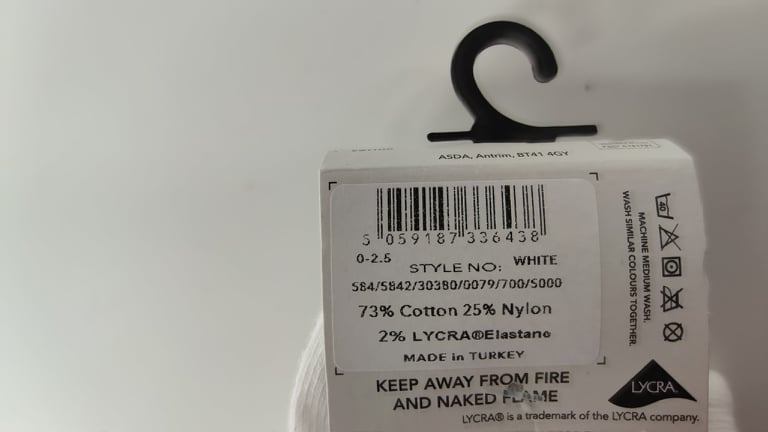 ASDA, Antrim, BT41 4GY
5 059187 336438
0-2.5
WHITE
STYLE NO:
584/5842/30380/0079/700/5000
73% Cotton 25% Nylon
2% LYCRA®Elastane
MADE in TURKEY
KEEP AWAY FROM FIRE
AND NAKED FLAME
LYCRA® is a trademark of the LYCRA company.
40
MACHINE MEDIUM WASH.
WASH SIMILAR COLOURS TOGETHER.
LYCRA